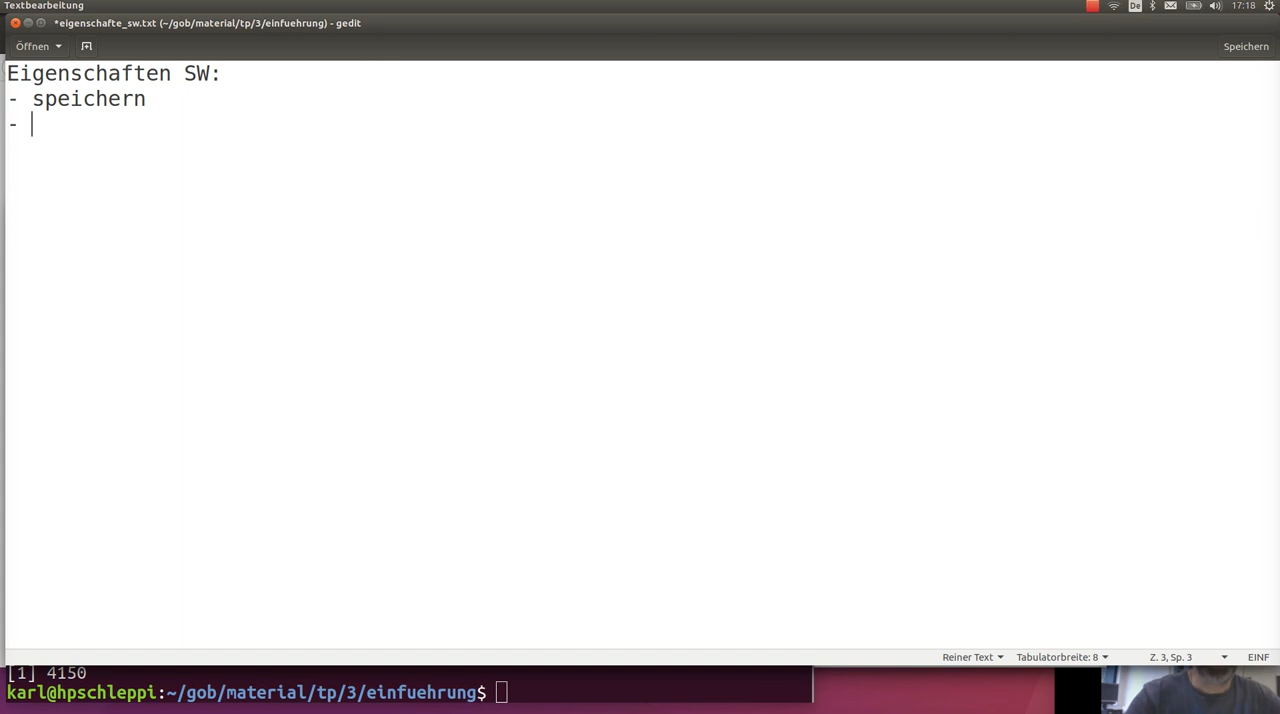 Textbearbeitung
De
17:18
*eigenschafte_sw.txt (~/gob/material/tp/3/einfuehrung) - gedit
Öffnen
Speichern
Eigenschaften SW:
- speichern
-
Reiner Text
Tabulatorbreite: 8
Z. 3, Sp. 3
EINF
[1] 4150
karl@hpschleppi:~/gob/material/tp/3/einfuehrung$